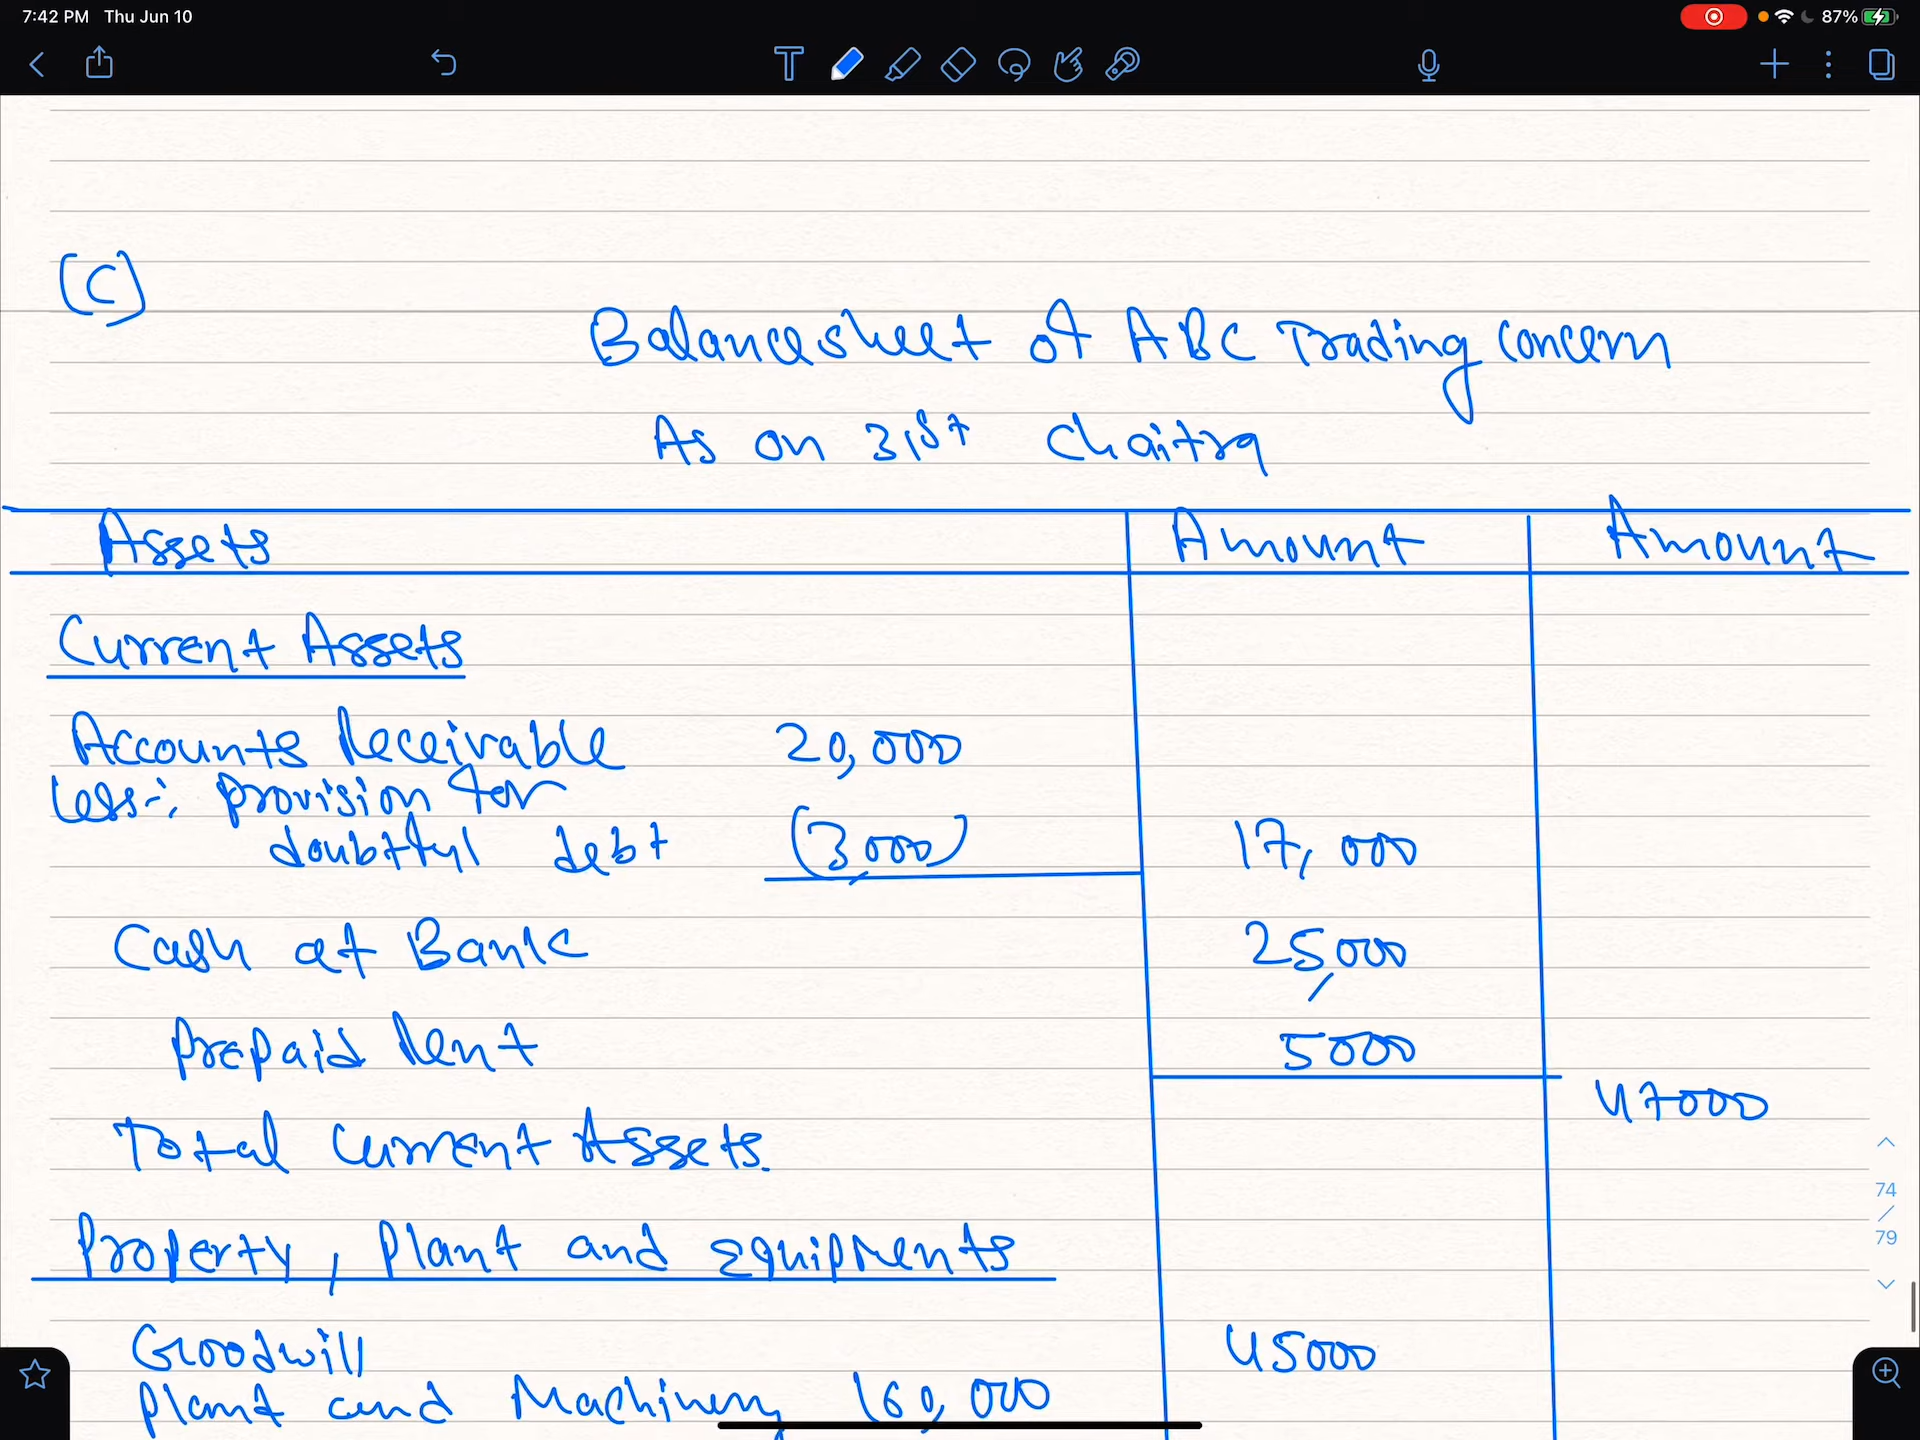 7:42 PM Thu Jun 10
87%
(C)
Balancesheet of ABC Trading Concern
As on 31st Chaitra
Assets Amount Amount
Current Assets
Accounts Receivable 20,000
Less:- provision for
doubtful debt (3,000) 17,000
Cash at Bank 25,000
Prepaid Rent 5000
47000
Total Current Assets.
Property, plant and Equipments
Goodwill 45000
Plant and Machinery 160,000
74
/
79